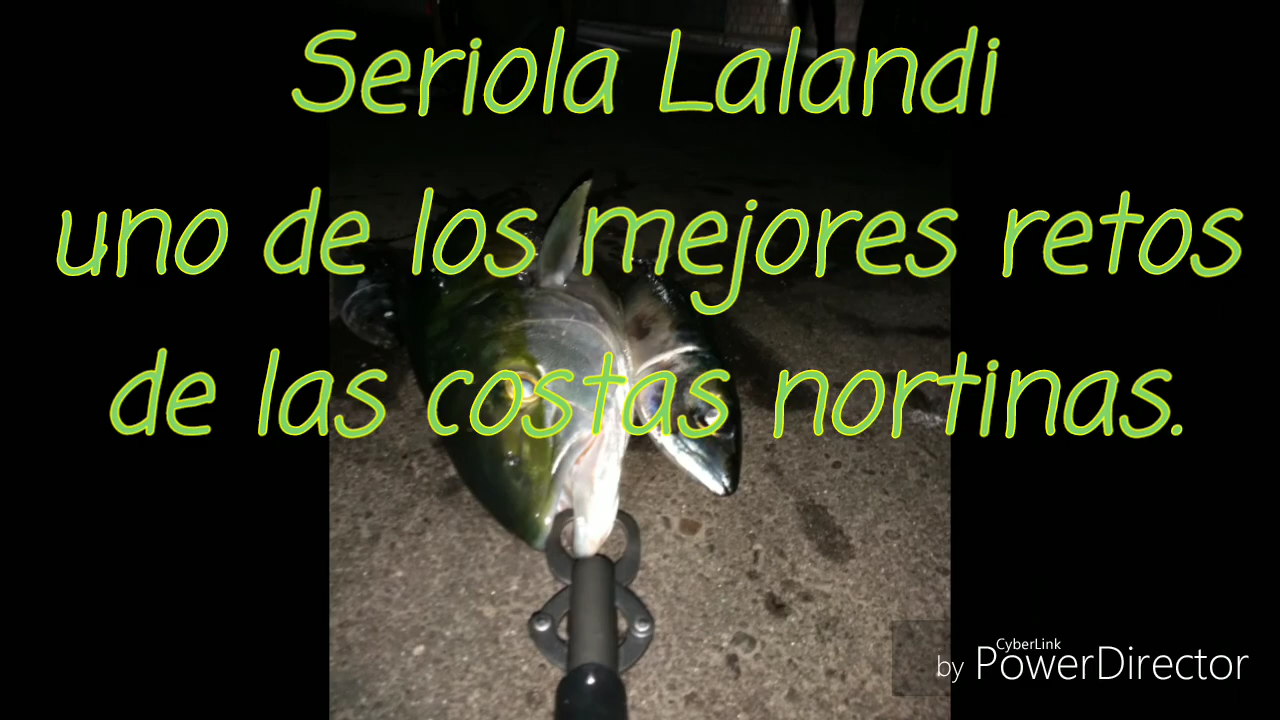 Seriola Lalandi
uno de los mejores retos
de las costas nortinas.
CyberLink
by PowerDirector